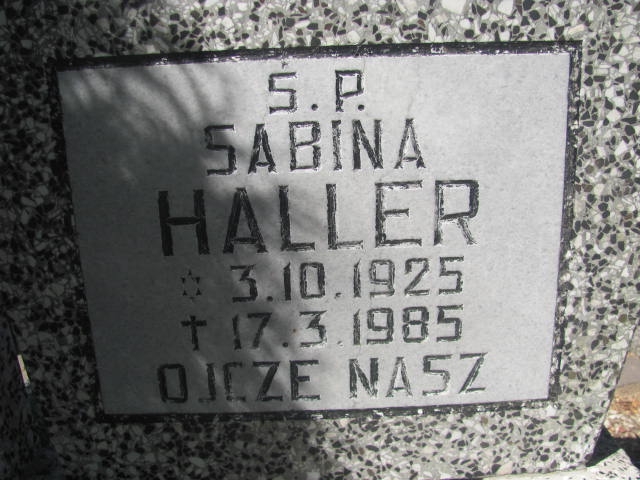 S.P.
SABINA
HALLER
✡ 3.10.1925
✝ 17.3.1985
OJCZE NASZ